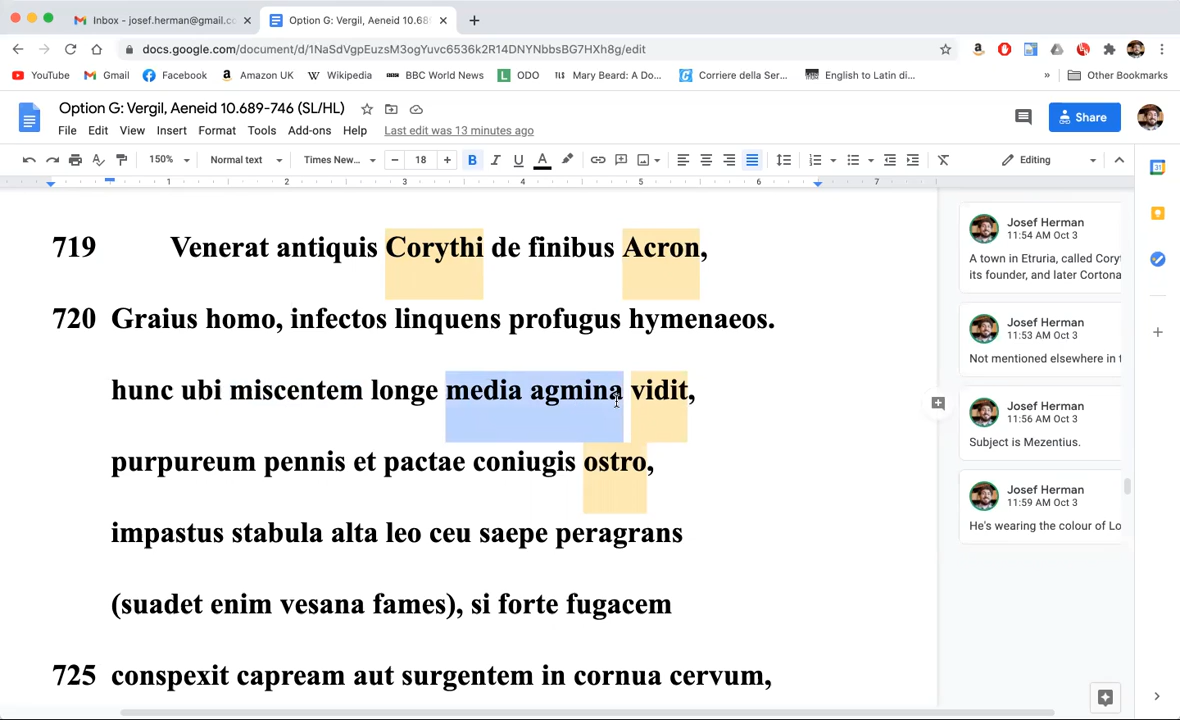 Inbox - josef.herman@gmail.c
Option G: Vergil, Aeneid 10.68
docs.google.com/document/d/1NaSdVgpEuzsM3ogYuvc6536k2R14DNYNbbsBG7HXh8g/edit
YouTube Gmail Facebook Amazon UK Wikipedia BBC World News ODO Mary Beard: A Do... Corriere della Ser... English to Latin di... » Other Bookmarks
Option G: Vergil, Aeneid 10.689-746 (SL/HL)
File Edit View Insert Format Tools Add-ons Help Last edit was 13 minutes ago
Share
150% Normal text Times New... 18 B I U A Editing
1 2 3 4 5 6 7
719 Venerat antiquis Corythi de finibus Acron,
720 Graius homo, infectos linquens profugus hymenaeos.
hunc ubi miscentem longe media agmina vidit,
purpureum pennis et pactae coniugis ostro,
impastus stabula alta leo ceu saepe peragrans
(suadet enim vesana fames), si forte fugacem
725 conspexit capream aut surgentem in cornua cervum,
Josef Herman
11:54 AM Oct 3
A town in Etruria, called Cory
its founder, and later Cortona
Josef Herman
11:53 AM Oct 3
Not mentioned elsewhere in t
Josef Herman
11:56 AM Oct 3
Subject is Mezentius.
Josef Herman
11:59 AM Oct 3
He's wearing the colour of Lo
31